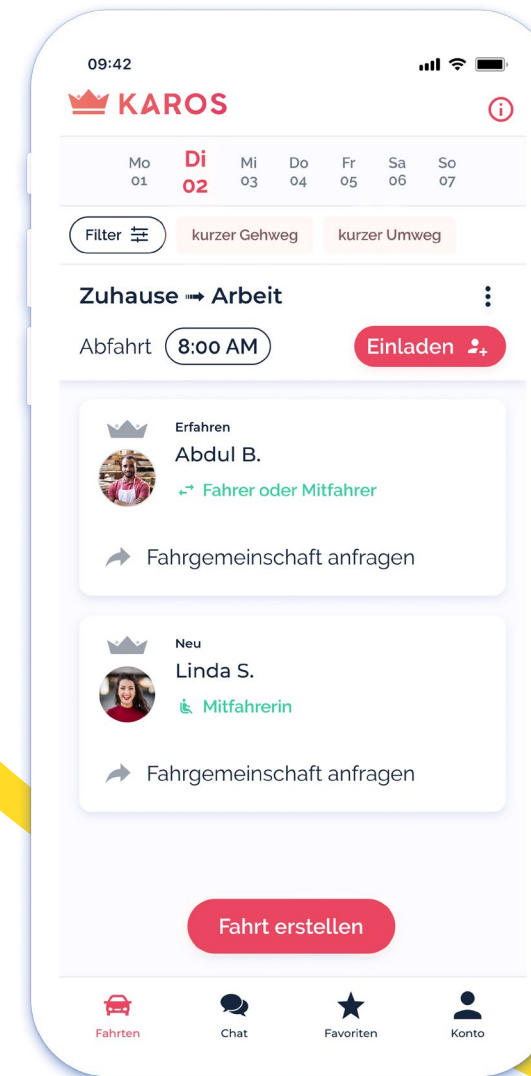 09:42
KAROS
Mo Di Mi Do Fr Sa So
01 02 03 04 05 06 07
Filter kurzer Gehweg kurzer Umweg
Zuhause ➟ Arbeit
Abfahrt 8:00 AM Einladen
Erfahren
Abdul B.
Fahrer oder Mitfahrer
Fahrgemeinschaft anfragen
Neu
Linda S.
Mitfahrerin
Fahrgemeinschaft anfragen
Fahrt erstellen
Fahrten Chat Favoriten Konto